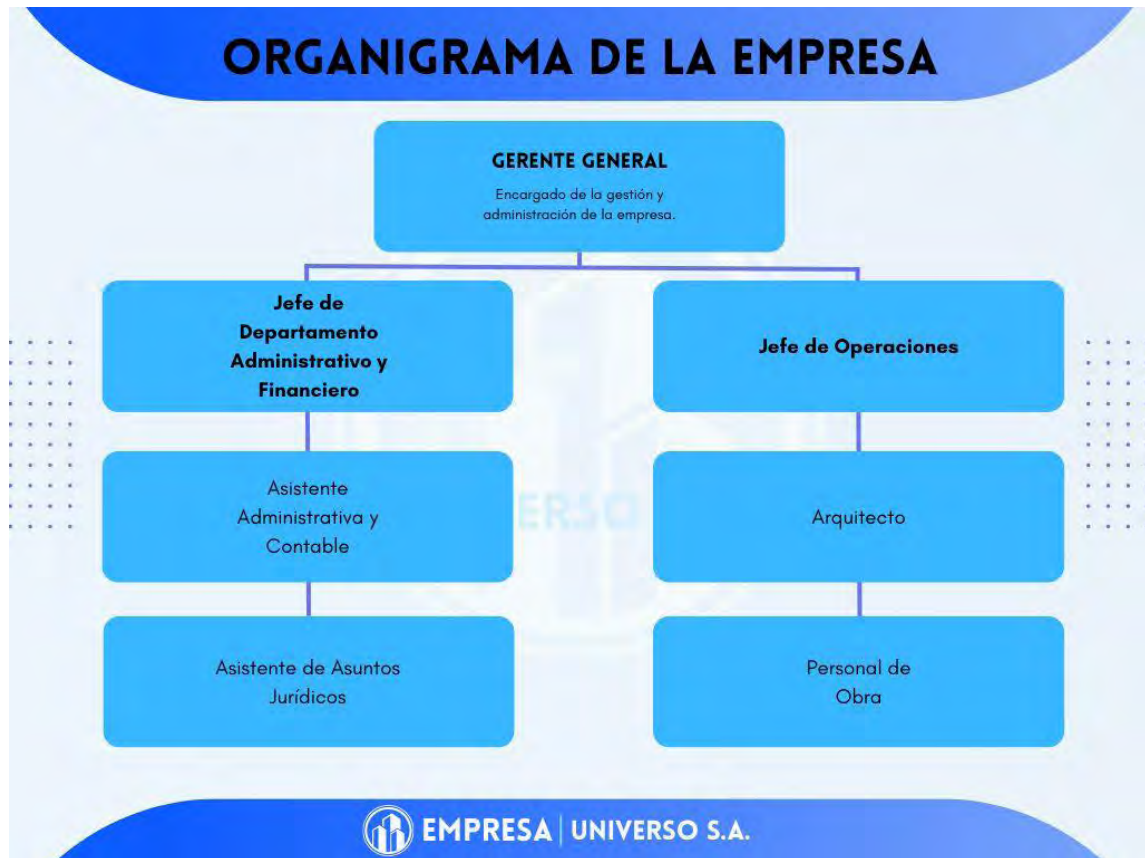 ORGANIGRAMA DE LA EMPRESA
GERENTE GENERAL
Encargado de la gestión y
administración de la empresa.
Jefe de
Departamento
Administrativo y
Financiero
Jefe de Operaciones
Asistente
Administrativa y
Contable
ERSO
Arquitecto
Asistente de Asuntos
Jurídicos
Personal de
Obra
EMPRESA | UNIVERSO S.A.